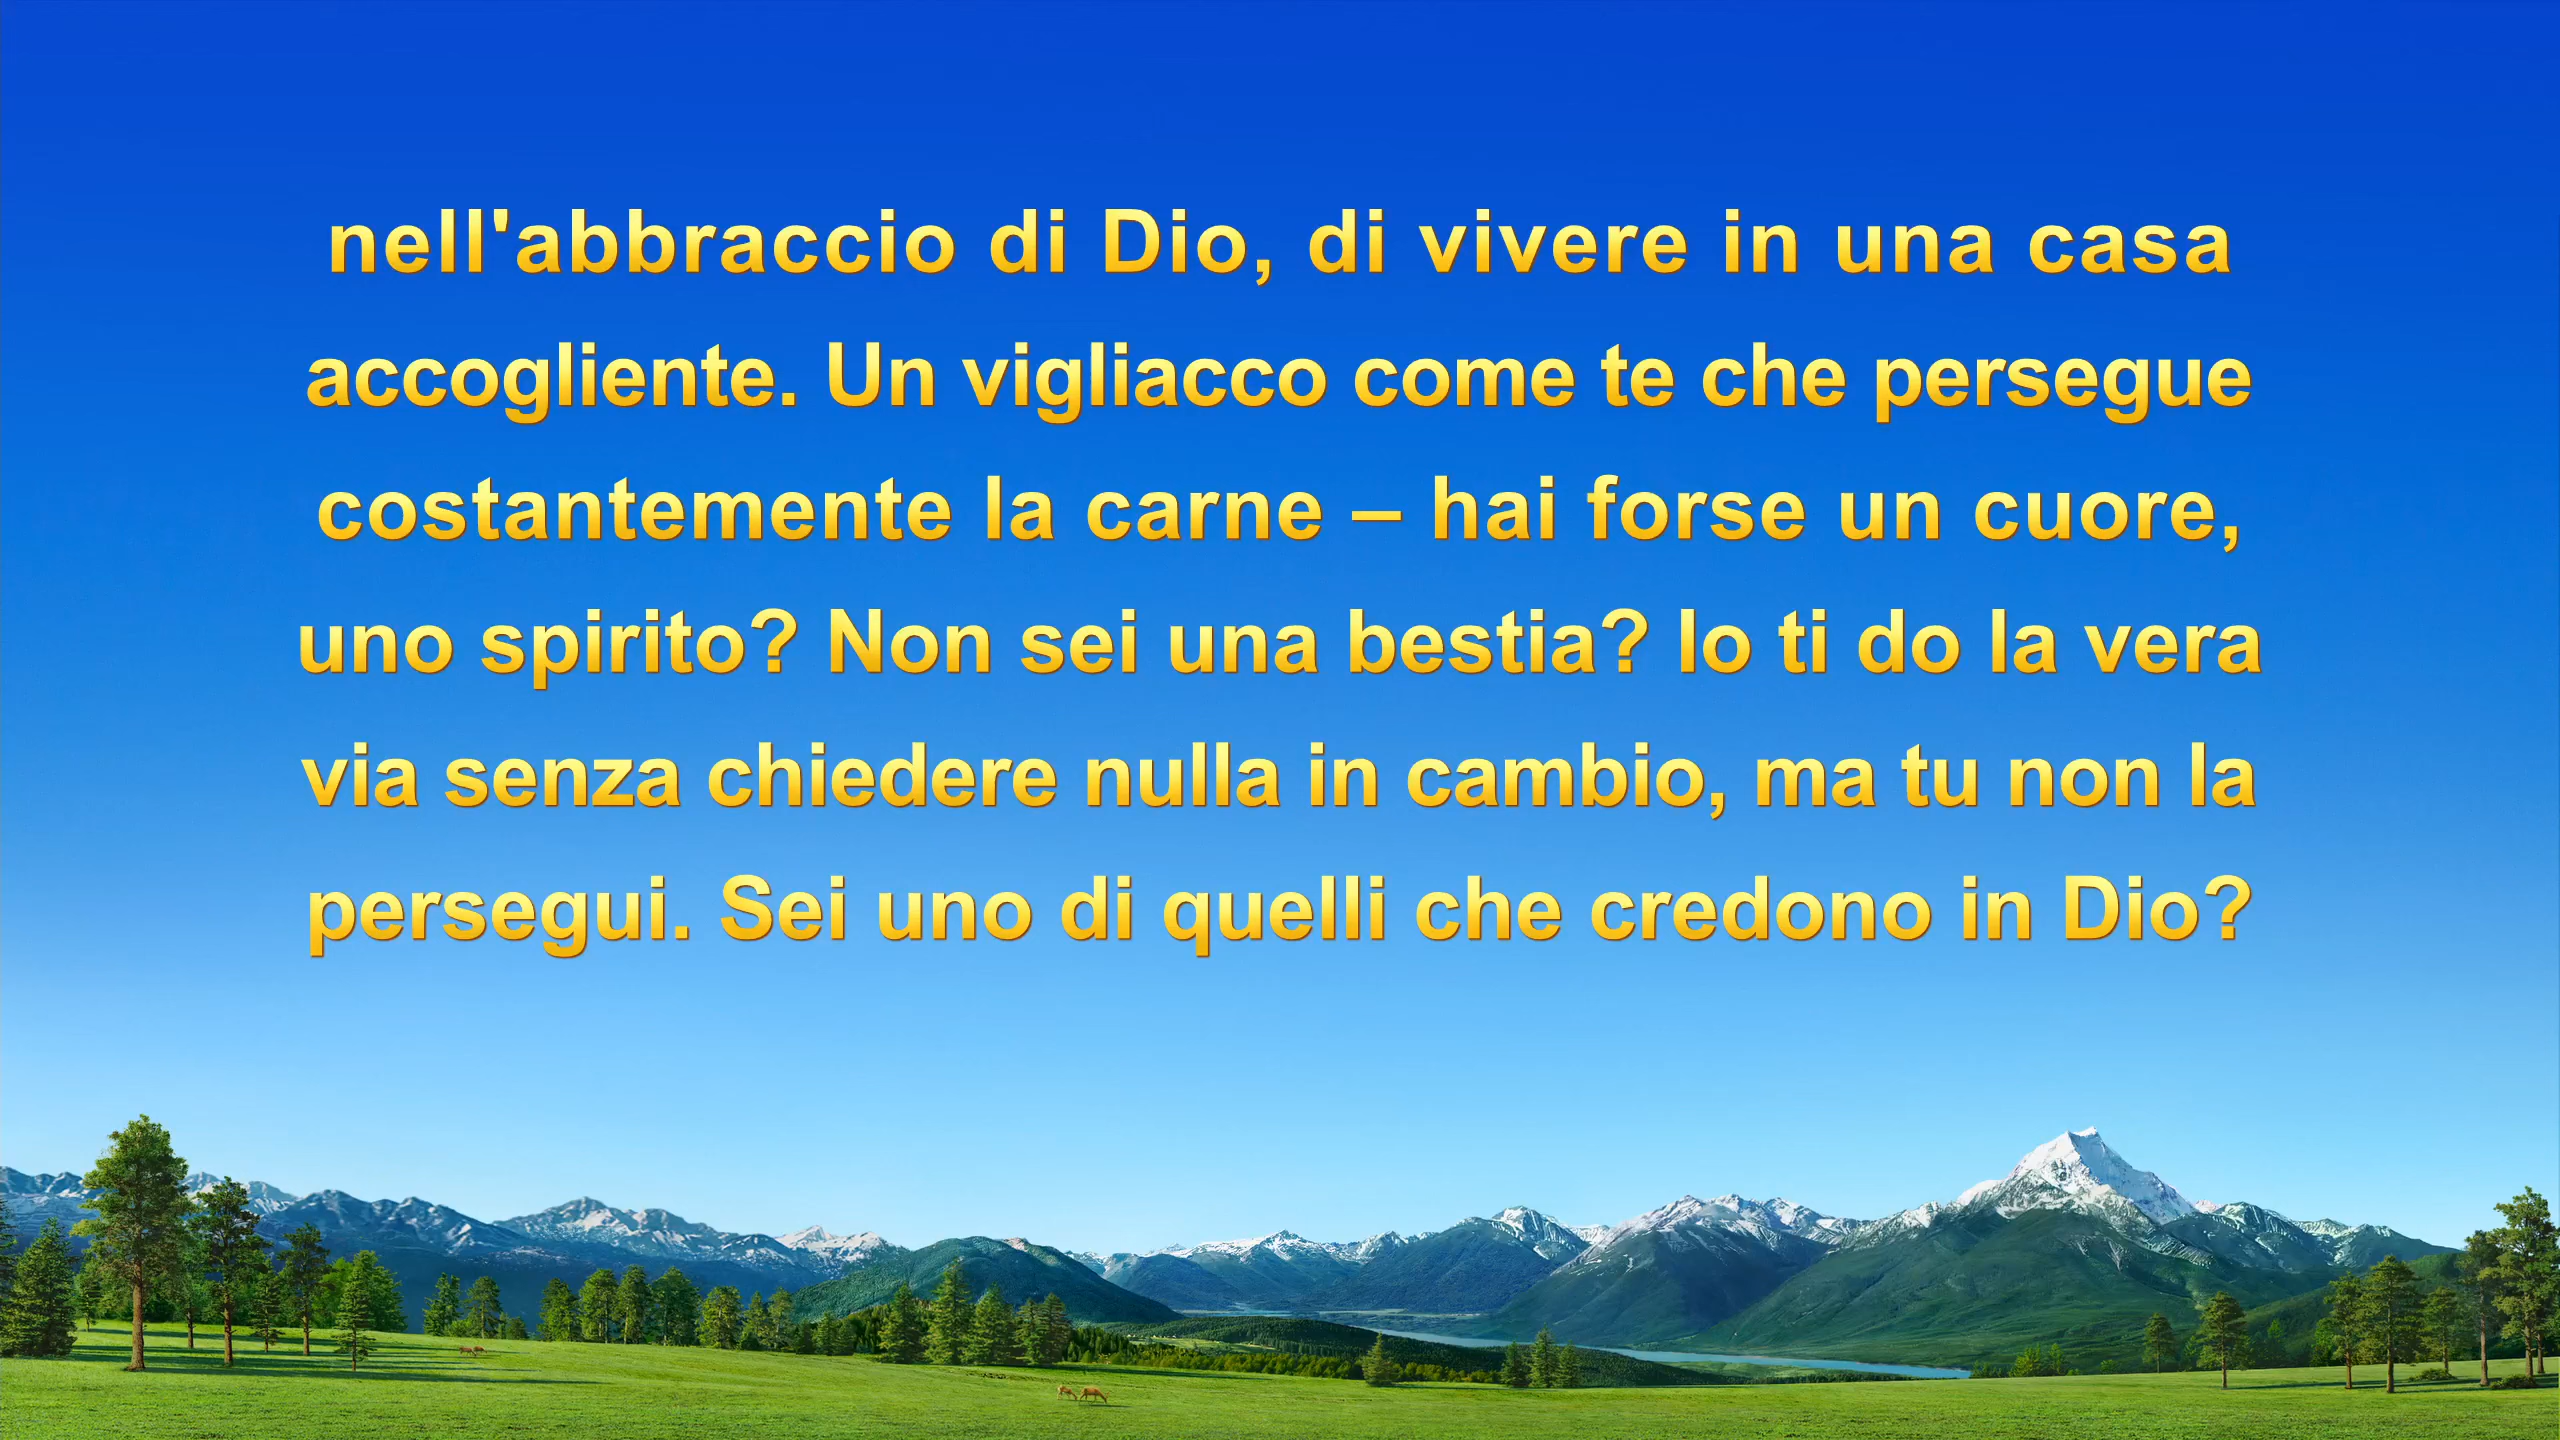 nell'abbraccio di Dio, di vivere in una casa
accogliente. Un vigliacco come te che persegue
costantemente la carne – hai forse un cuore,
uno spirito? Non sei una bestia? Io ti do la vera
via senza chiedere nulla in cambio, ma tu non la
persegui. Sei uno di quelli che credono in Dio?